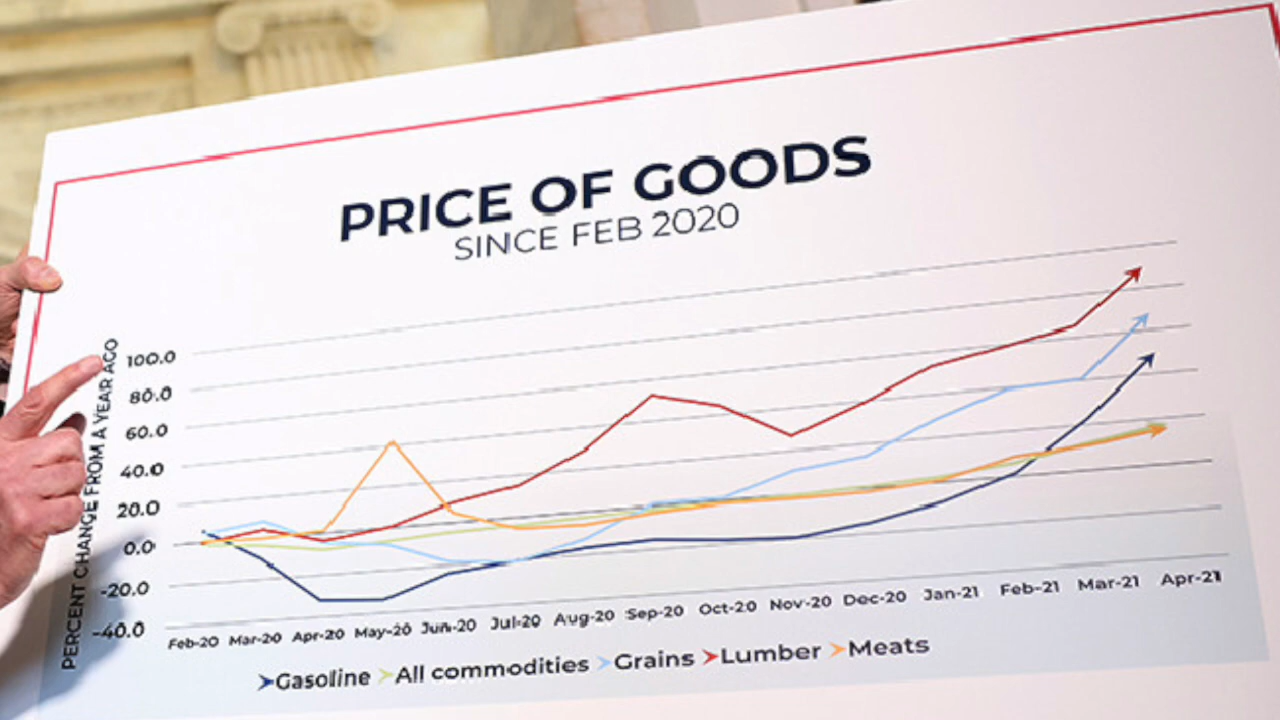 PRICE OF GOODS
SINCE FEB 2020
PERCENT CHANGE FROM A YEAR AGO
100.0
80.0
60.0
40.0
20.0
0.0
-20.0
-40.0
Feb-20 Mar-20 Apr-20 May-20 Jun-20 Jul-20 Aug-20 Sep-20 Oct-20 Nov-20 Dec-20 Jan-21 Feb-21 Mar-21 Apr-21
Gasoline All commodities Grains Lumber Meats